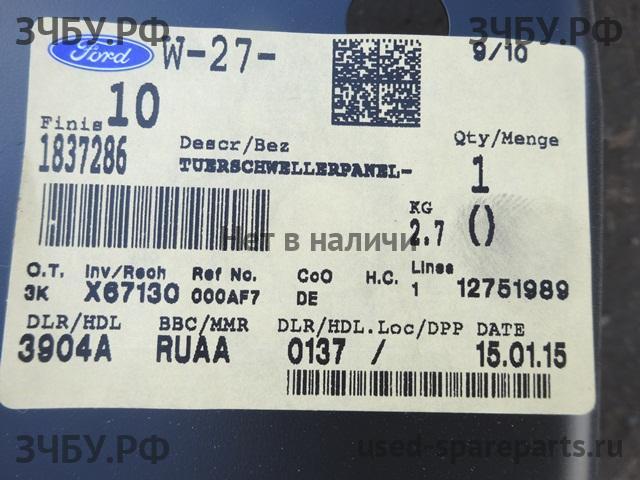 ЗЧБУ.РФ ЗЧБУ.РФ
Ford W-27- 9/10
10
Finis Descr/Bez Qty/Menge
1837286 TUERSCHWELLERPANEL- 1
KG
2.7 ()
Нет в наличии
O.T. Inv/Rech Ref No. CoO H.C. Lines
3K X67130 000AF7 DE 1 12751989
DLR/HDL BBC/MMR DLR/HDL.Loc/DPP DATE
3904A RUAA 0137 / 15.01.15
ЗЧБУ.РФ used-spareparts.ru